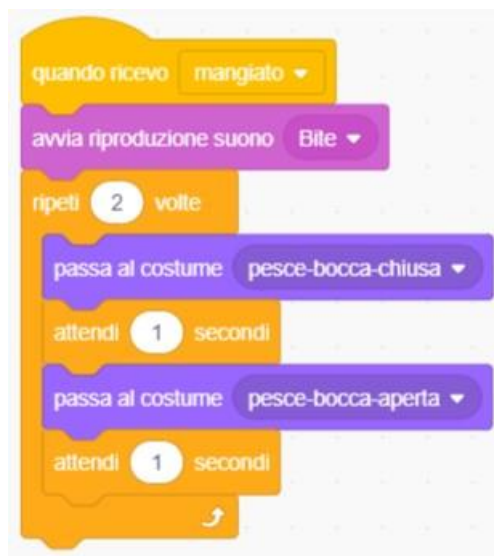 quando ricevo mangiato
avvia riproduzione suono Bite
ripeti 2 volte
passa al costume pesce-bocca-chiusa
attendi 1 secondi
passa al costume pesce-bocca-aperta
attendi 1 secondi